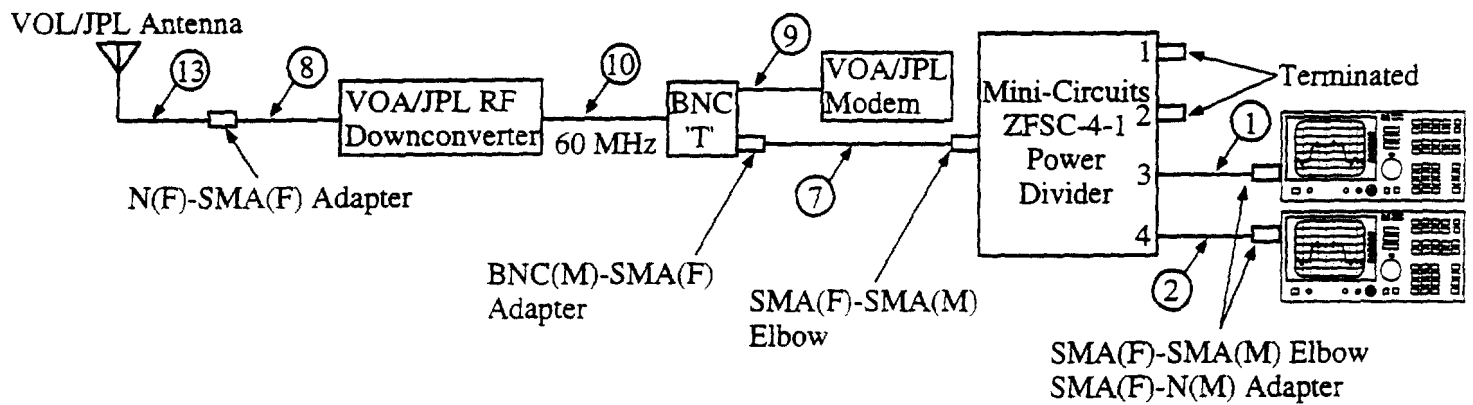 VOL/JPL Antenna
13
8
VOA/JPL RF
Downconverter
10
60 MHz
BNC
'T'
9
VOA/JPL
Modem
7
Mini-Circuits
ZFSC-4-1
Power
Divider
1
2
3
4
Terminated
1
2
N(F)-SMA(F) Adapter
BNC(M)-SMA(F)
Adapter
SMA(F)-SMA(M)
Elbow
SMA(F)-SMA(M) Elbow
SMA(F)-N(M) Adapter